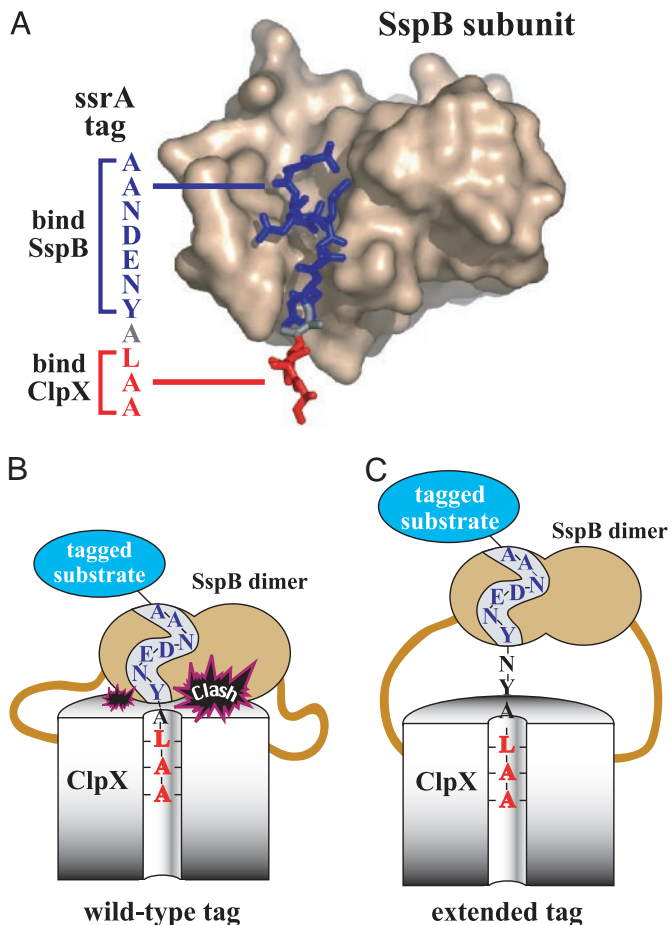 A
SspB subunit
ssrA
tag
A
A
N
D
E
N
Y
A
L
A
A
bind
SspB
bind
ClpX
B
tagged
substrate
SspB dimer
A
A
N
D
E
N
Y
Clash
A
L
A
A
ClpX
wild-type tag
C
tagged
substrate
SspB dimer
A
A
N
D
E
N
Y
N
Y
A
L
A
A
ClpX
extended tag